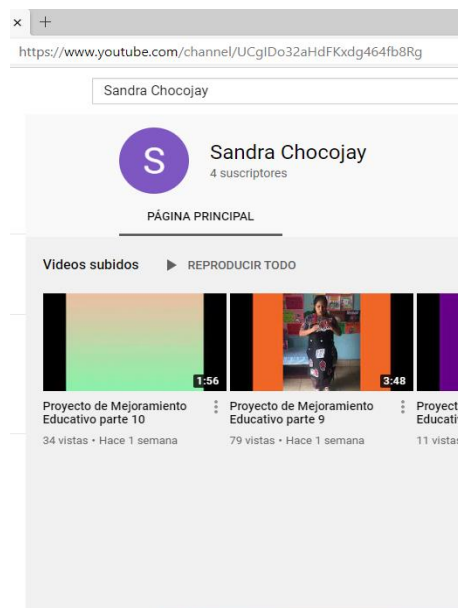 × +
https://www.youtube.com/channel/UCgIDo32aHdFKxdg464fb8Rg
Sandra Chocojay
S
Sandra Chocojay
4 suscriptores
PÁGINA PRINCIPAL
Videos subidos ▶ REPRODUCIR TODO
1:56 3:48
Proyecto de Mejoramiento Educativo parte 10
34 vistas • Hace 1 semana
Proyecto de Mejoramiento Educativo parte 9
79 vistas • Hace 1 semana
Proyect
Educati
11 vistas